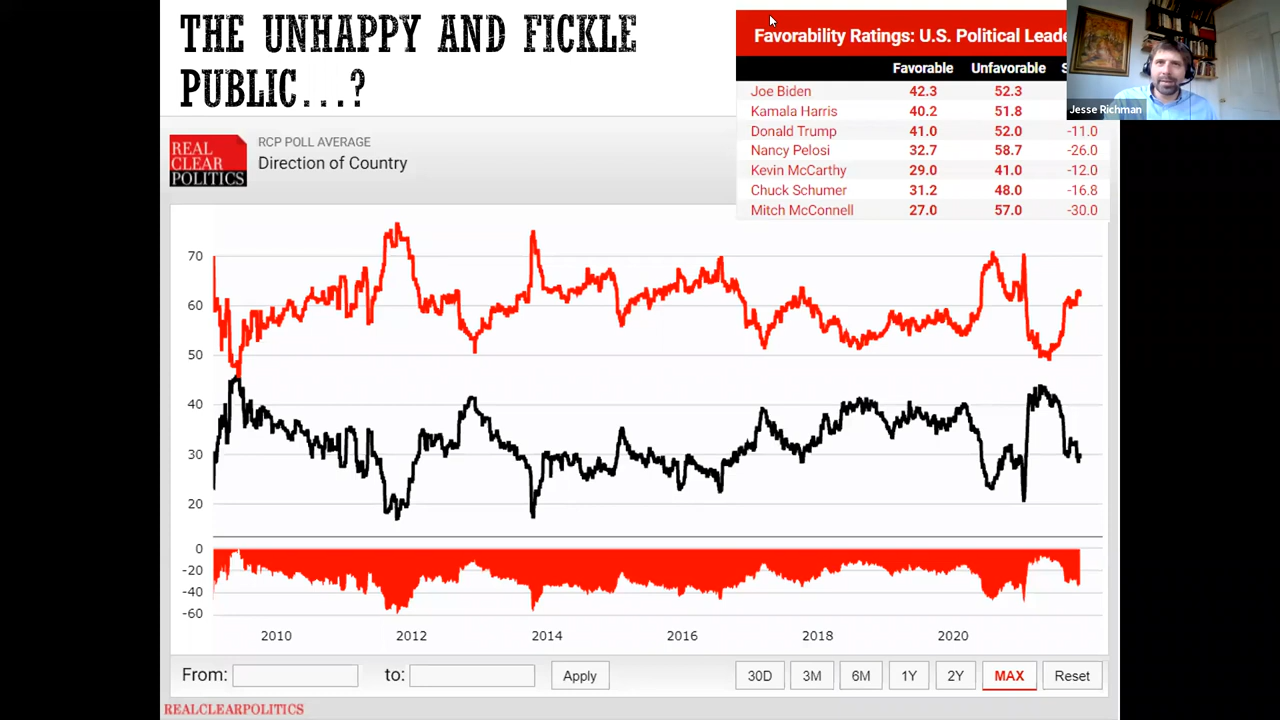 THE UNHAPPY AND FICKLE
PUBLIC...?
Favorability Ratings: U.S. Political Leade
Favorable Unfavorable S
Joe Biden 42.3 52.3
Kamala Harris 40.2 51.8
Donald Trump 41.0 52.0 -11.0
Nancy Pelosi 32.7 58.7 -26.0
Kevin McCarthy 29.0 41.0 -12.0
Chuck Schumer 31.2 48.0 -16.8
Mitch McConnell 27.0 57.0 -30.0
Jesse Richman
REAL
CLEAR
POLITICS
RCP POLL AVERAGE
Direction of Country
70
60
50
40
30
20
0
-20
-40
-60
2010 2012 2014 2016 2018 2020
From: to: Apply 30D 3M 6M 1Y 2Y MAX Reset
REALCLEARPOLITICS